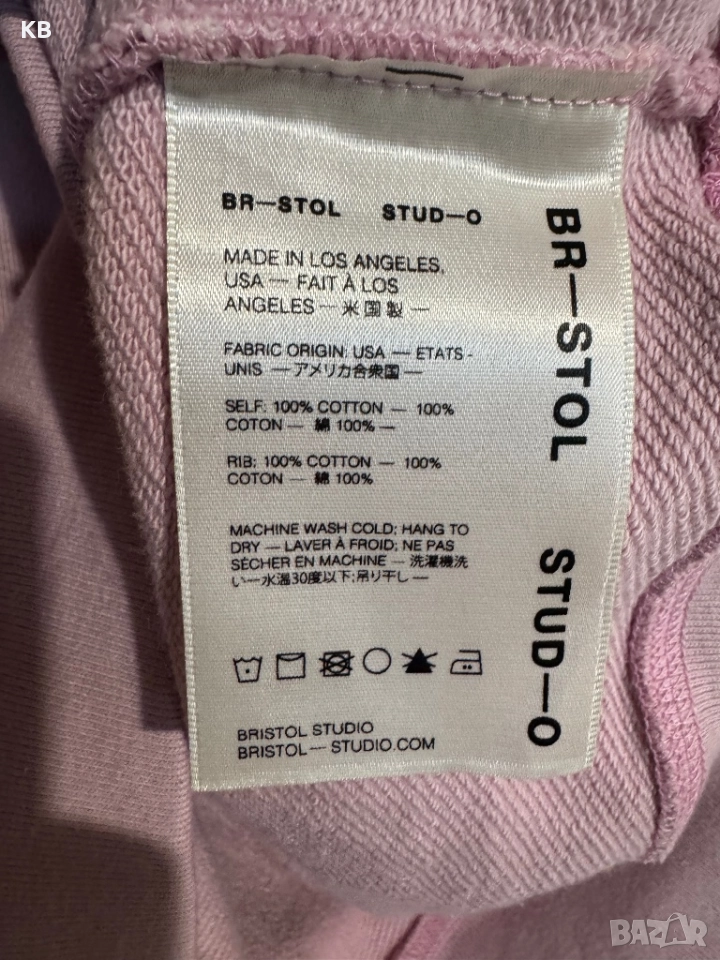 KB
BR—STOL STUD—O
MADE IN LOS ANGELES,
USA — FAIT À LOS
ANGELES — 米国製 —
FABRIC ORIGIN: USA — ETATS-
UNIS — アメリカ合衆国 —
SELF: 100% COTTON — 100%
COTON — 綿 100% —
RIB: 100% COTTON — 100%
COTON — 綿 100%
MACHINE WASH COLD; HANG TO
DRY — LAVER À FROID; NE PAS
SÉCHER EN MACHINE — 洗濯機洗
い—水温30度以下;吊り干し —
BRISTOL STUDIO
BRISTOL— STUDIO.COM
BR—STOL STUD—O
BAZAR